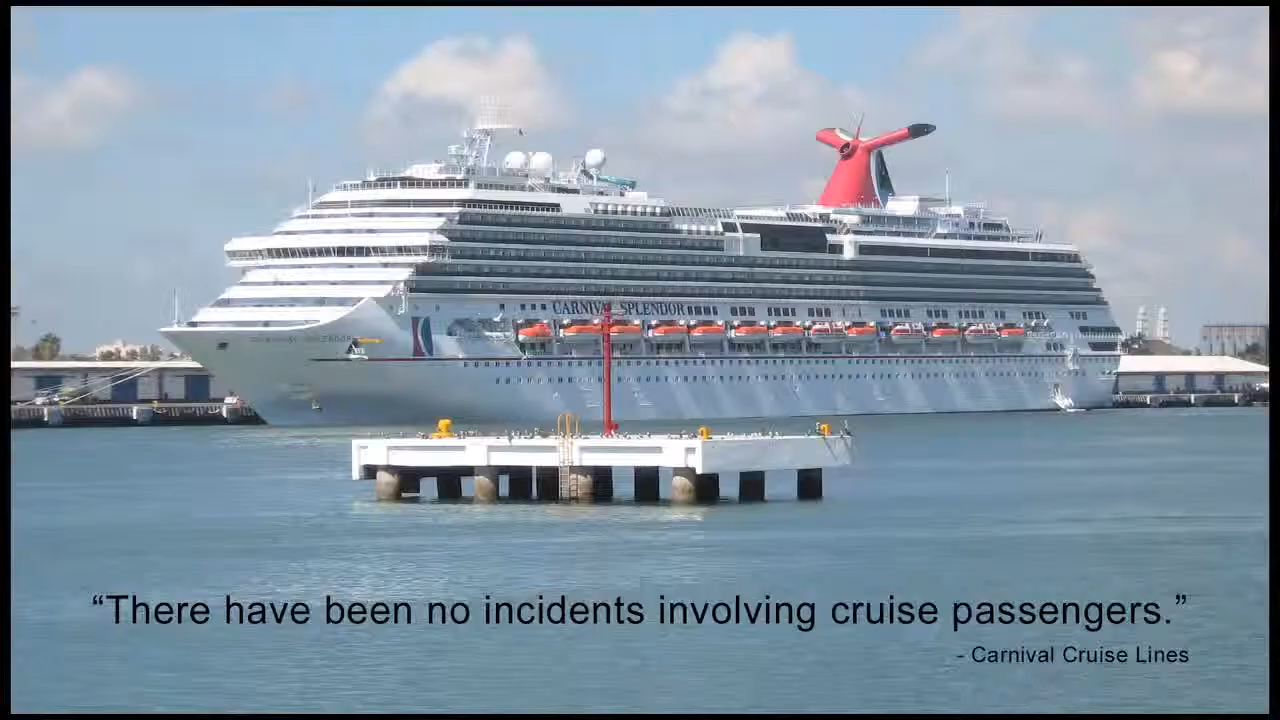 CARNIVAL SPLENDOR
“There have been no incidents involving cruise passengers.”
- Carnival Cruise Lines